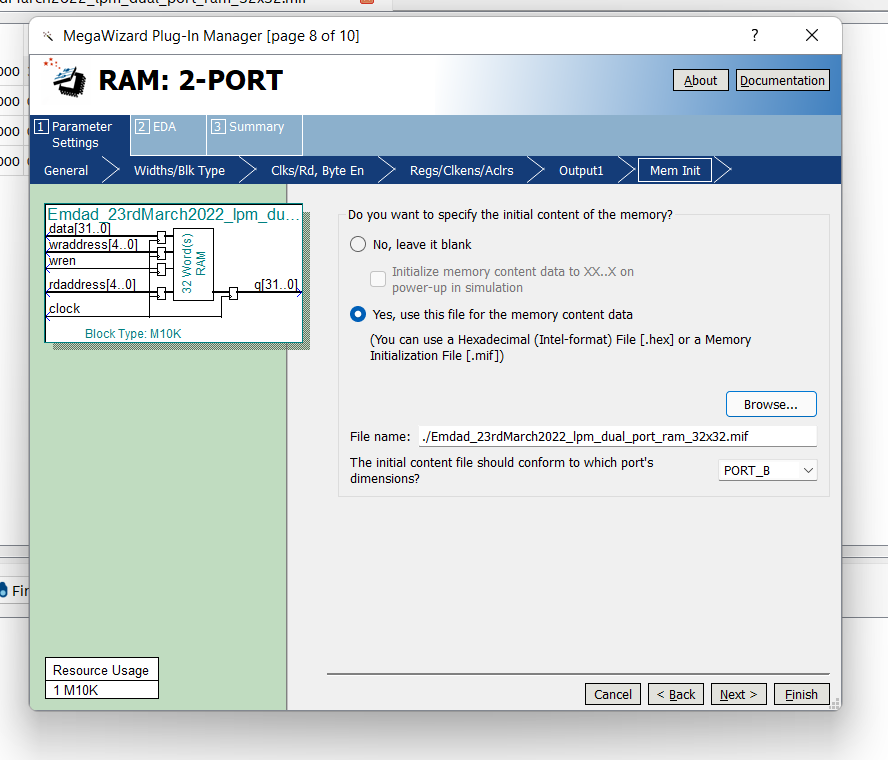 MegaWizard Plug-In Manager [page 8 of 10]
?
RAM: 2-PORT
About
Documentation
1 Parameter Settings
2 EDA
3 Summary
General
Widths/Blk Type
Clks/Rd, Byte En
Regs/Clkens/Aclrs
Output1
Mem Init
Emdad_23rdMarch2022_lpm_du...
data[31..0]
wraddress[4..0]
wren
rdaddress[4..0]
clock
32 Word(s)
RAM
q[31..0]
Block Type: M10K
Do you want to specify the initial content of the memory?
No, leave it blank
Initialize memory content data to XX..X on
power-up in simulation
Yes, use this file for the memory content data
(You can use a Hexadecimal (Intel-format) File [.hex] or a Memory
Initialization File [.mif])
Browse...
File name: ./Emdad_23rdMarch2022_lpm_dual_port_ram_32x32.mif
The initial content file should conform to which port's
dimensions?
PORT_B
Resource Usage
1 M10K
Cancel
< Back
Next >
Finish